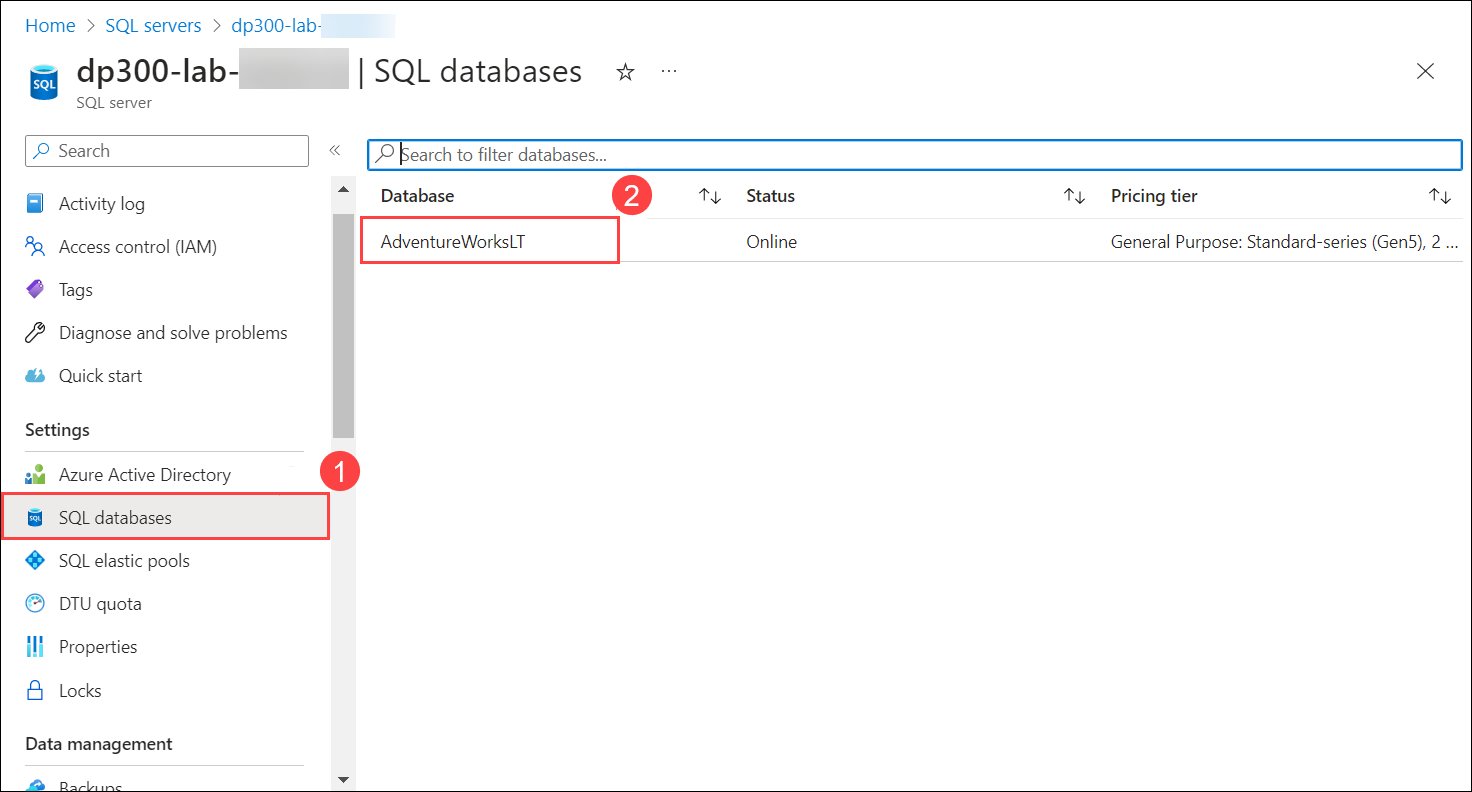 Home > SQL servers > dp300-lab-
dp300-lab- | SQL databases ...
SQL
SQL server
Search
«
Search to filter databases...
Activity log
Access control (IAM)
Tags
Diagnose and solve problems
Quick start
Settings
Azure Active Directory
1
SQL databases
SQL elastic pools
DTU quota
Properties
Locks
Data management
Backups
Database
2
Status
Pricing tier
AdventureWorksLT
Online
General Purpose: Standard-series (Gen5), 2 ...